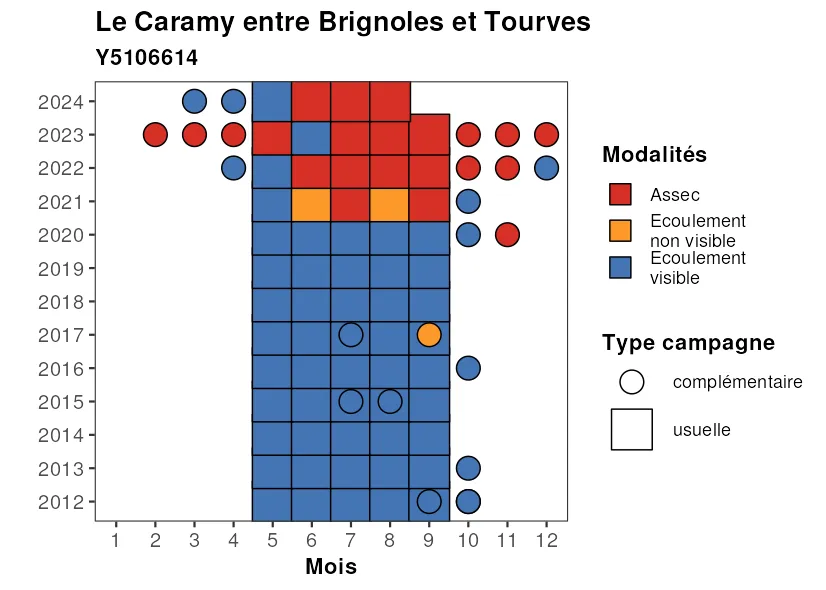 Le Caramy entre Brignoles et Tourves
Y5106614
2024
2023
2022
2021
2020
2019
2018
2017
2016
2015
2014
2013
2012
1 2 3 4 5 6 7 8 9 10 11 12
Mois
Modalités
Assec
Ecoulement
non visible
Ecoulement
visible
Type campagne
complémentaire
usuelle